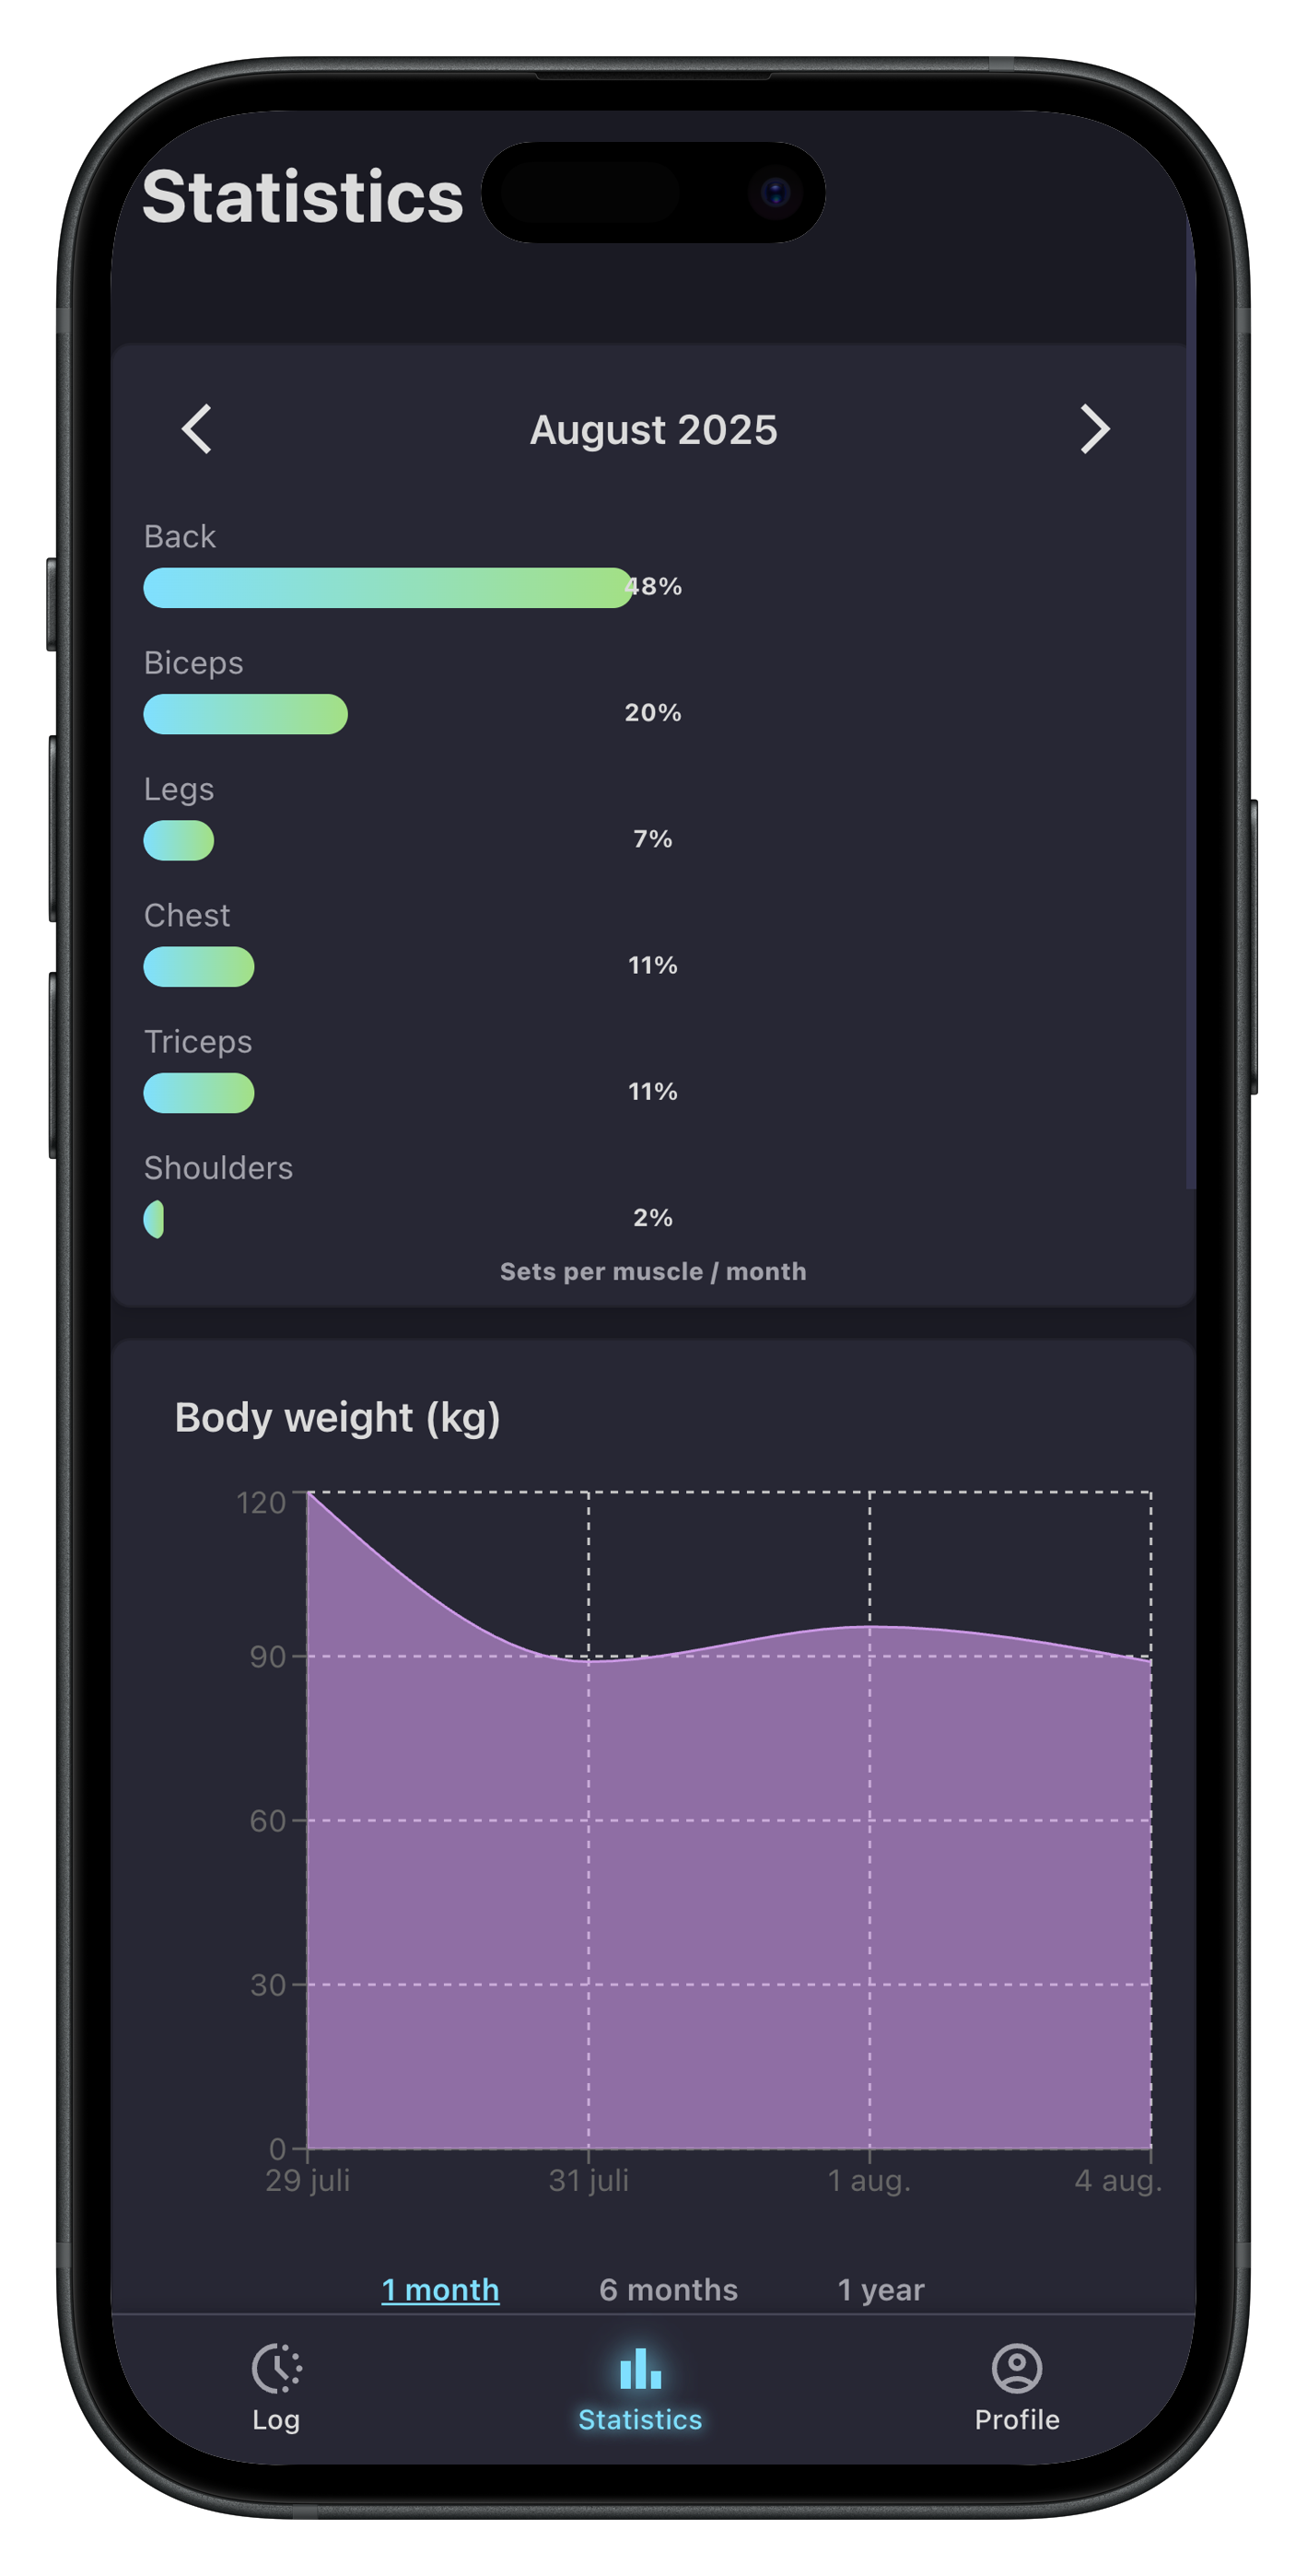 Statistics
August 2025
Back
48%
Biceps
20%
Legs
7%
Chest
11%
Triceps
11%
Shoulders
2%
Sets per muscle / month
Body weight (kg)
120
90
60
30
0
29 juli 31 juli 1 aug. 4 aug.
1 month 6 months 1 year
Log Statistics Profile